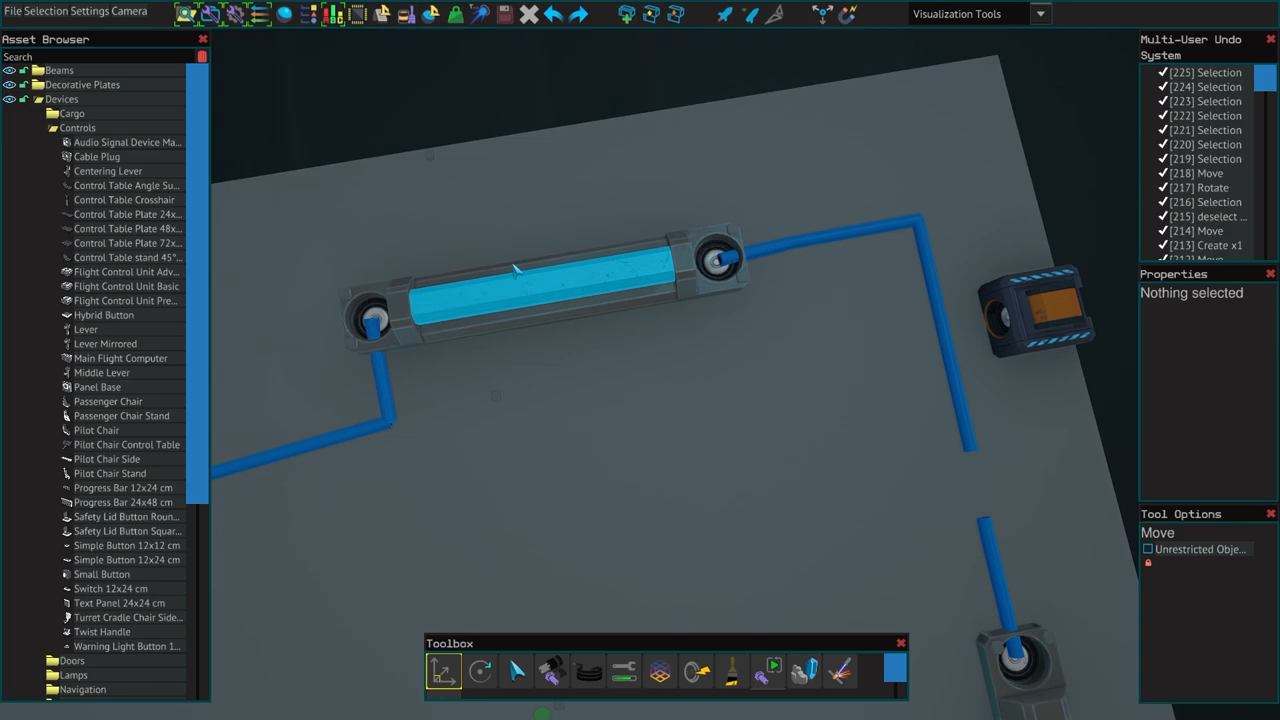 File Selection Settings Camera
Visualization Tools
Asset Browser
Search
Beams
Decorative Plates
Devices
Cargo
Controls
Audio Signal Device Ma...
Cable Plug
Centering Lever
Control Table Angle Su...
Control Table Crosshair
Control Table Plate 24x...
Control Table Plate 48x...
Control Table Plate 72x...
Control Table stand 45°...
Flight Control Unit Adv...
Flight Control Unit Basic
Flight Control Unit Pre...
Hybrid Button
Lever
Lever Mirrored
Main Flight Computer
Middle Lever
Panel Base
Passenger Chair
Passenger Chair Stand
Pilot Chair
Pilot Chair Control Table
Pilot Chair Side
Pilot Chair Stand
Progress Bar 12x24 cm
Progress Bar 24x48 cm
Safety Lid Button Roun...
Safety Lid Button Squar...
Simple Button 12x12 cm
Simple Button 12x24 cm
Small Button
Switch 12x24 cm
Text Panel 24x24 cm
Turret Cradle Chair Side...
Twist Handle
Warning Light Button 1...
Doors
Lamps
Navigation
Toolbox
Multi-User Undo
System
[225] Selection
[224] Selection
[223] Selection
[222] Selection
[221] Selection
[220] Selection
[219] Selection
[218] Move
[217] Rotate
[216] Selection
[215] deselect ...
[214] Move
[213] Create x1
[212] Move
Properties
Nothing selected
Tool Options
Move
Unrestricted Obje...